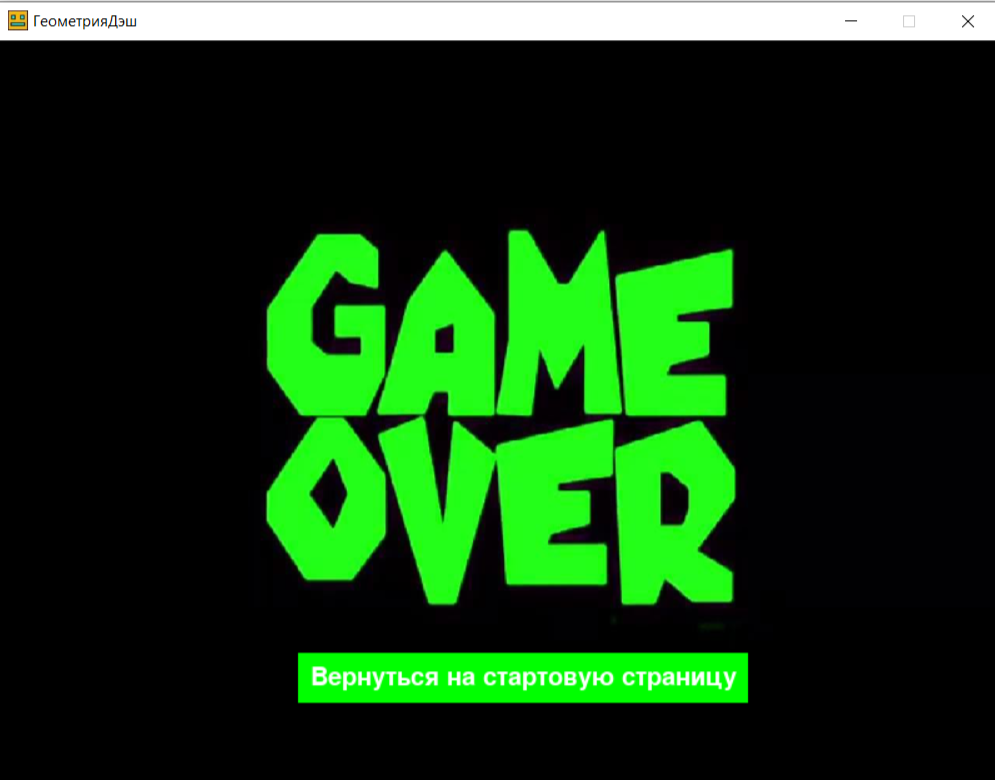 ГеометрияДэш
GAME
OVER
Вернуться на стартовую страницу